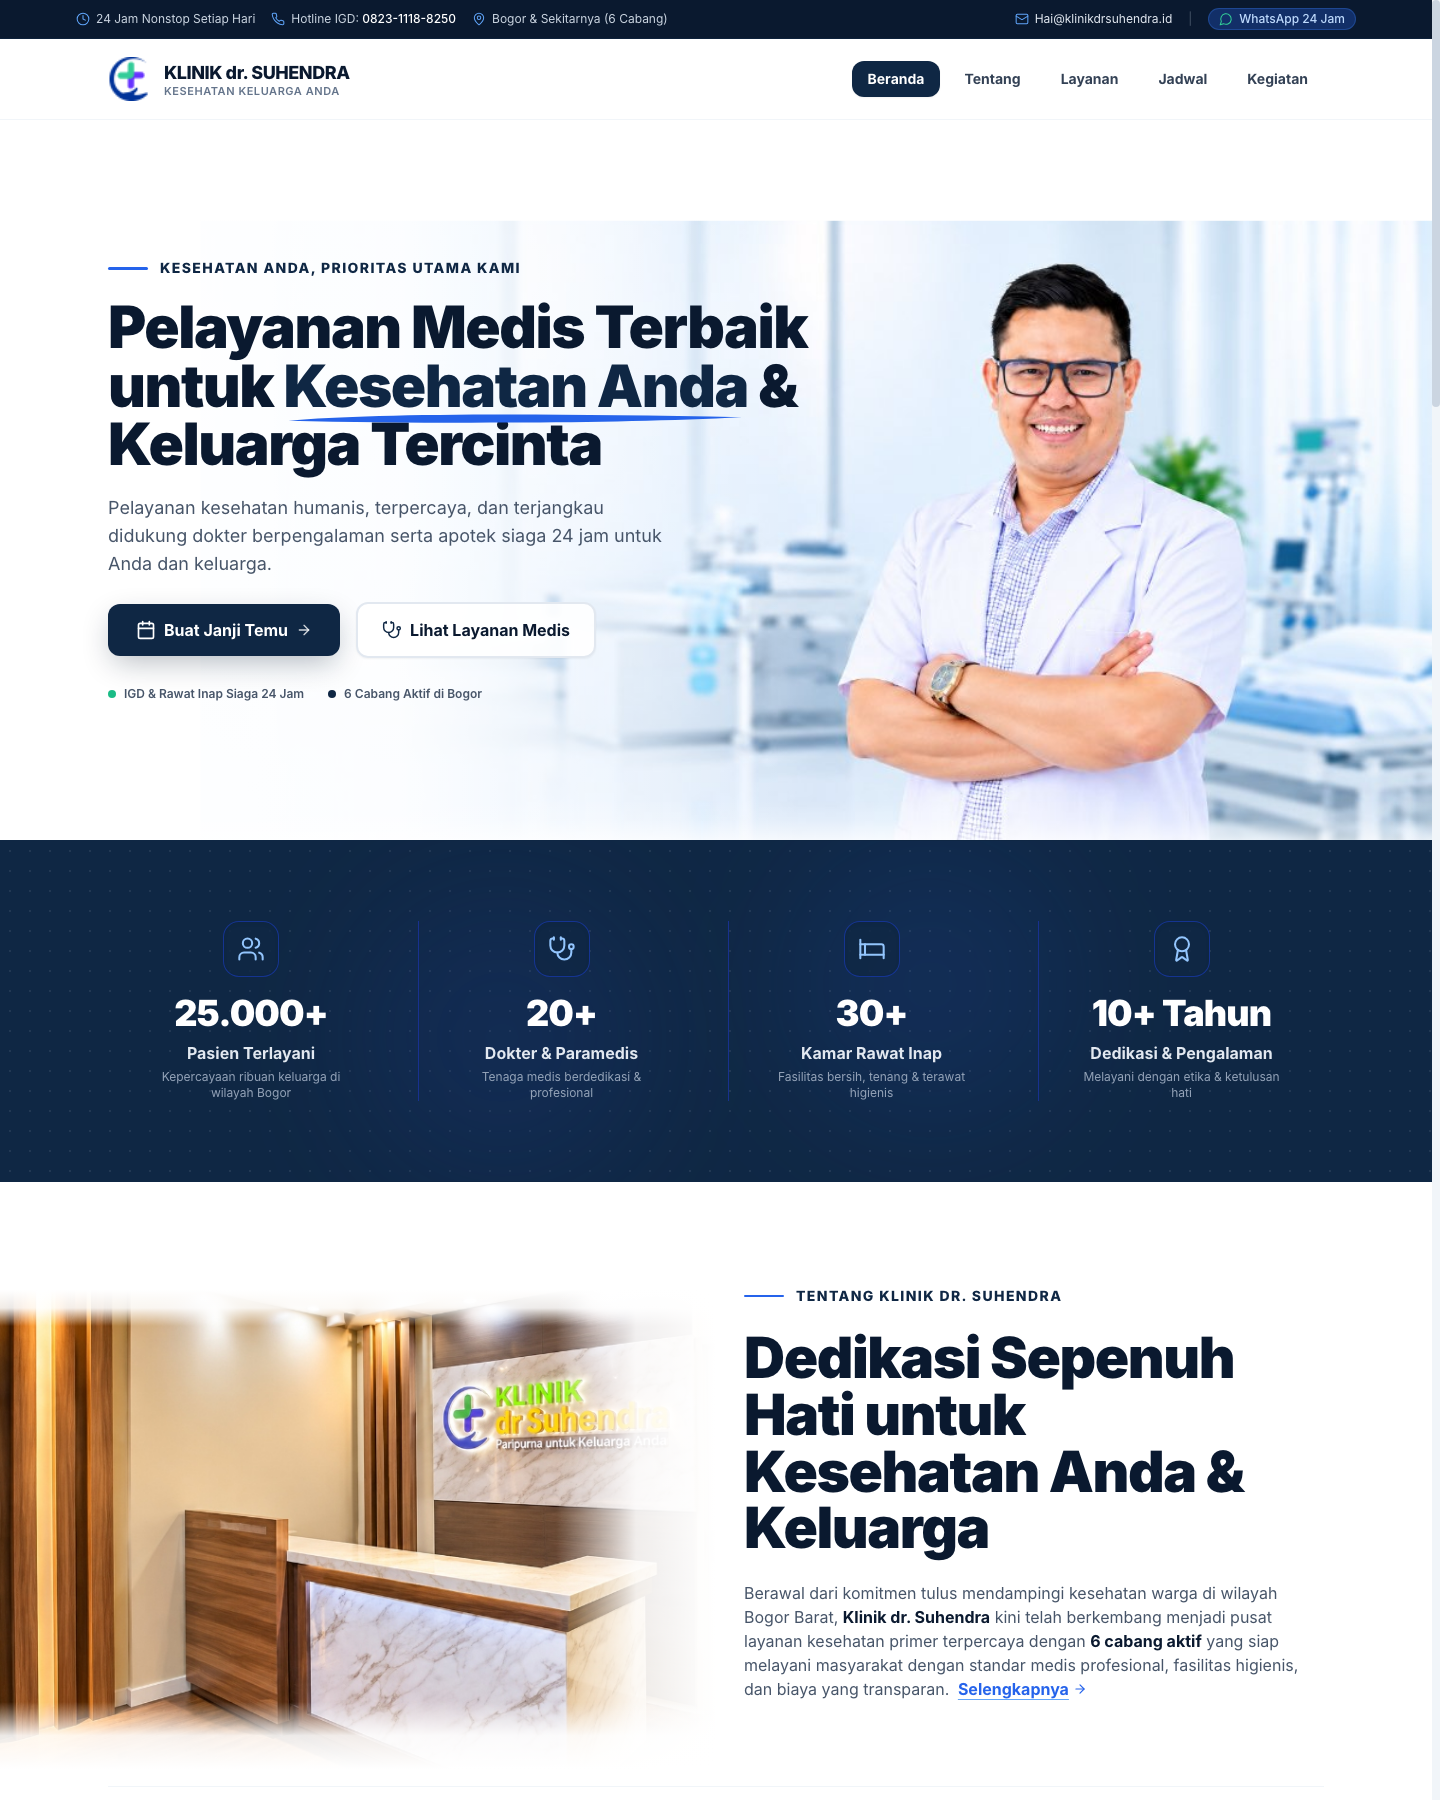 24 Jam Nonstop Setiap Hari
Hotline IGD: 0823-1118-8250
Bogor & Sekitarnya (6 Cabang)
Hai@klinikdrsuhendra.id
WhatsApp 24 Jam
KLINIK dr. SUHENDRA
KESEHATAN KELUARGA ANDA
Beranda
Tentang
Layanan
Jadwal
Kegiatan
KESEHATAN ANDA, PRIORITAS UTAMA KAMI
Pelayanan Medis Terbaik
untuk Kesehatan Anda &
Keluarga Tercinta
Pelayanan kesehatan humanis, terpercaya, dan terjangkau
didukung dokter berpengalaman serta apotek siaga 24 jam untuk
Anda dan keluarga.
Buat Janji Temu
Lihat Layanan Medis
IGD & Rawat Inap Siaga 24 Jam
6 Cabang Aktif di Bogor
25.000+
Pasien Terlayani
Kepercayaan ribuan keluarga di
wilayah Bogor
20+
Dokter & Paramedis
Tenaga medis berdedikasi &
profesional
30+
Kamar Rawat Inap
Fasilitas bersih, tenang & terawat
higienis
10+ Tahun
Dedikasi & Pengalaman
Melayani dengan etika & ketulusan
hati
KLINIK
dr Suhendra
Paripurna untuk Keluarga Anda
TENTANG KLINIK DR. SUHENDRA
Dedikasi Sepenuh
Hati untuk
Kesehatan Anda &
Keluarga
Berawal dari komitmen tulus mendampingi kesehatan warga di wilayah
Bogor Barat, Klinik dr. Suhendra kini telah berkembang menjadi pusat
layanan kesehatan primer terpercaya dengan 6 cabang aktif yang siap
melayani masyarakat dengan standar medis profesional, fasilitas higienis,
dan biaya yang transparan. Selengkapnya